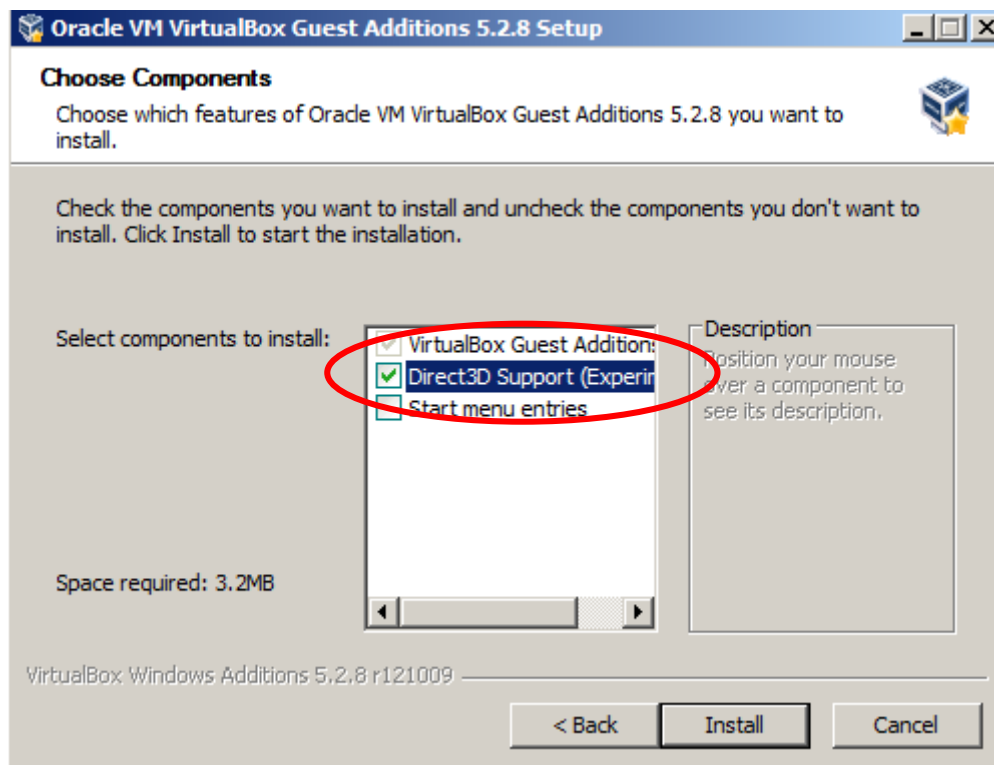 Oracle VM VirtualBox Guest Additions 5.2.8 Setup
Choose Components
Choose which features of Oracle VM VirtualBox Guest Additions 5.2.8 you want to
install.
Check the components you want to install and uncheck the components you don't want to
install. Click Install to start the installation.
Select components to install:
VirtualBox Guest Additions
Direct3D Support (Experim
Start menu entries
Description
Position your mouse
over a component to
see its description.
Space required: 3.2MB
VirtualBox Windows Additions 5.2.8 r121009
< Back
Install
Cancel